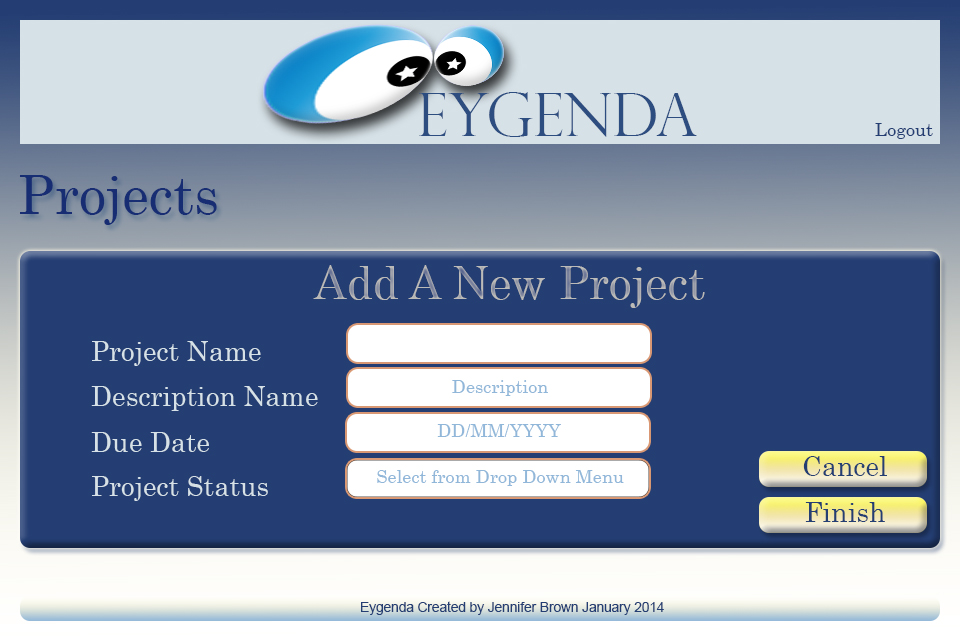 EYGENDA
Logout
Projects
Add A New Project
Project Name
Description Name
Description
Due Date
DD/MM/YYYY
Project Status
Select from Drop Down Menu
Cancel
Finish
Eygenda Created by Jennifer Brown January 2014